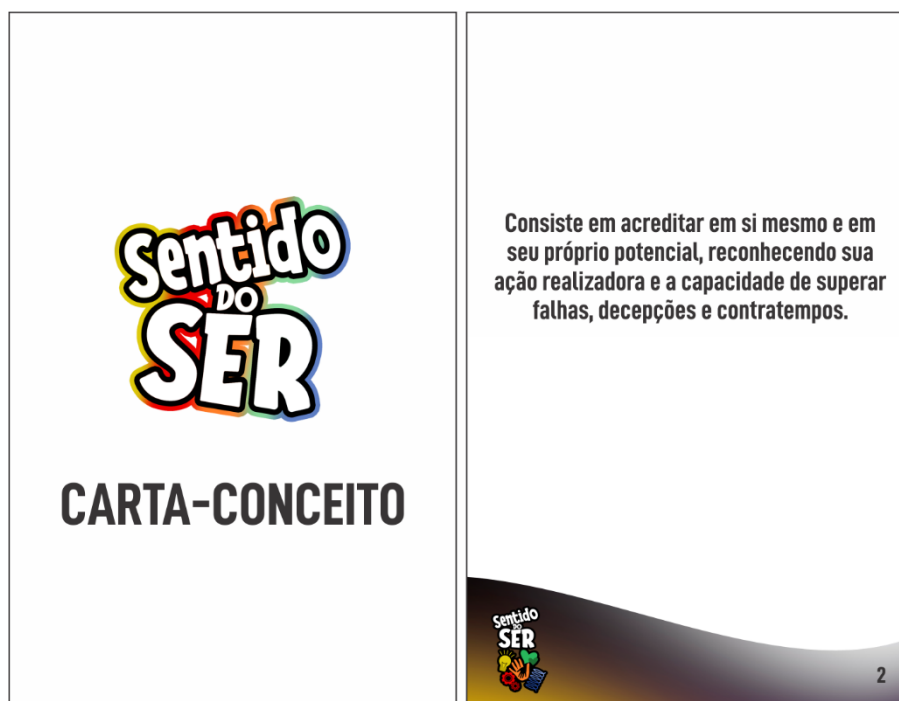 Sentido
DO
SER
CARTA-CONCEITO
Consiste em acreditar em si mesmo e em
seu próprio potencial, reconhecendo sua
ação realizadora e a capacidade de superar
falhas, decepções e contratempos.
Sentido
DO
SER
2